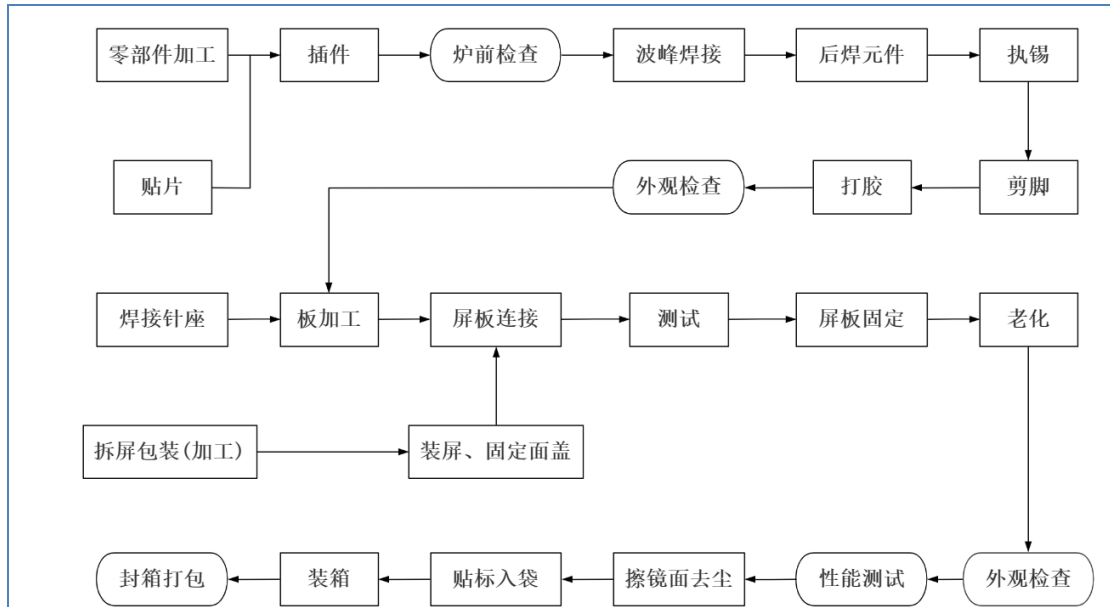 零部件加工
插件
炉前检查
波峰焊接
后焊元件
执锡
贴片
外观检查
打胶
剪脚
焊接针座
板加工
屏板连接
测试
屏板固定
老化
拆屏包装(加工)
装屏、固定面盖
封箱打包
装箱
贴标入袋
擦镜面去尘
性能测试
外观检查